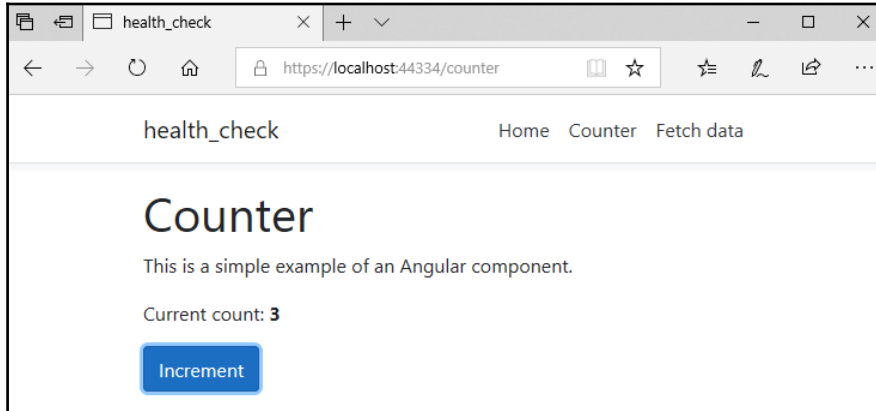 health_check
https://localhost:44334/counter
health_check Home Counter Fetch data
Counter
This is a simple example of an Angular component.
Current count: 3
Increment